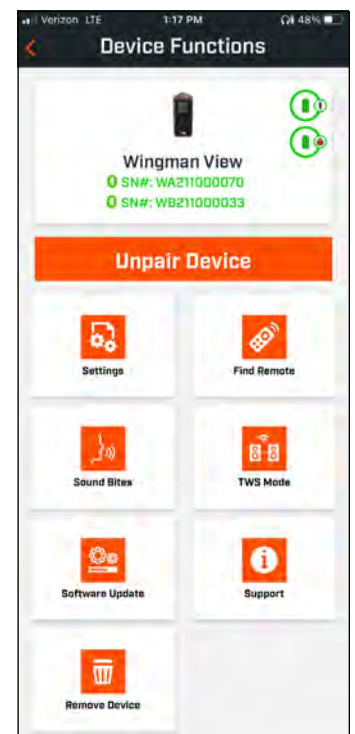 Verizon LTE 1:17 PM 48%
Device Functions
Wingman View
SN#: WA211000070
SN#: WB211000033
Unpair Device
Settings Find Remote
Sound Bites TWS Mode
Software Update Support
Remove Device